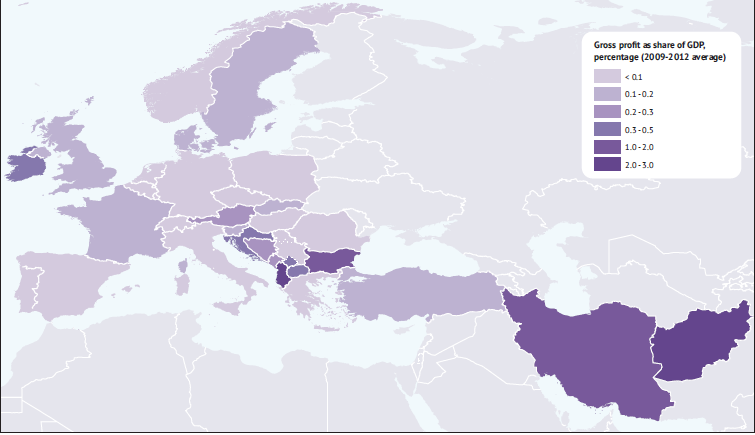 Gross profit as share of GDP,
percentage (2009-2012 average)
< 0.1
0.1 - 0.2
0.2 - 0.3
0.3 - 0.5
1.0 - 2.0
2.0 - 3.0